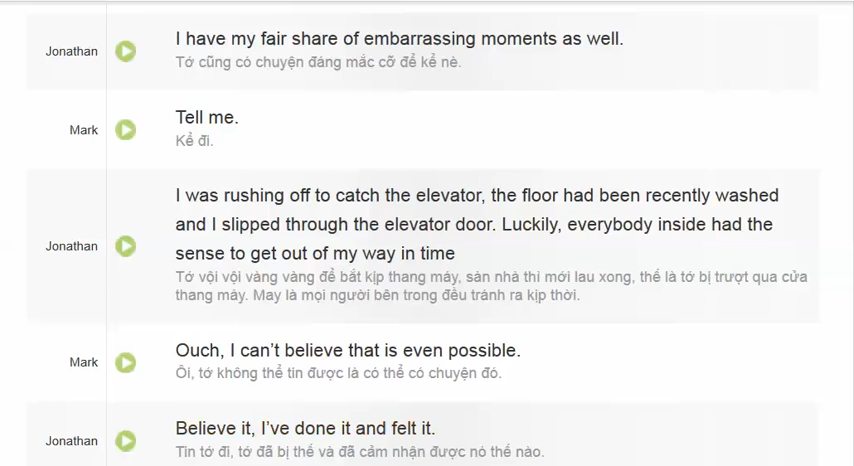 Jonathan
I have my fair share of embarrassing moments as well.
Tớ cũng có chuyện đáng mắc cỡ để kể nè.
Mark
Tell me.
Kể đi.
Jonathan
I was rushing off to catch the elevator, the floor had been recently washed
and I slipped through the elevator door. Luckily, everybody inside had the
sense to get out of my way in time
Tớ vội vội vàng vàng để bắt kịp thang máy, sàn nhà thì mới lau xong, thế là tớ bị trượt qua cửa
thang máy. May là mọi người bên trong đều tránh ra kịp thời.
Mark
Ouch, I can’t believe that is even possible.
Ôi, tớ không thể tin được là có thể có chuyện đó.
Jonathan
Believe it, I’ve done it and felt it.
Tin tớ đi, tớ đã bị thế và đã cảm nhận được nó thế nào.